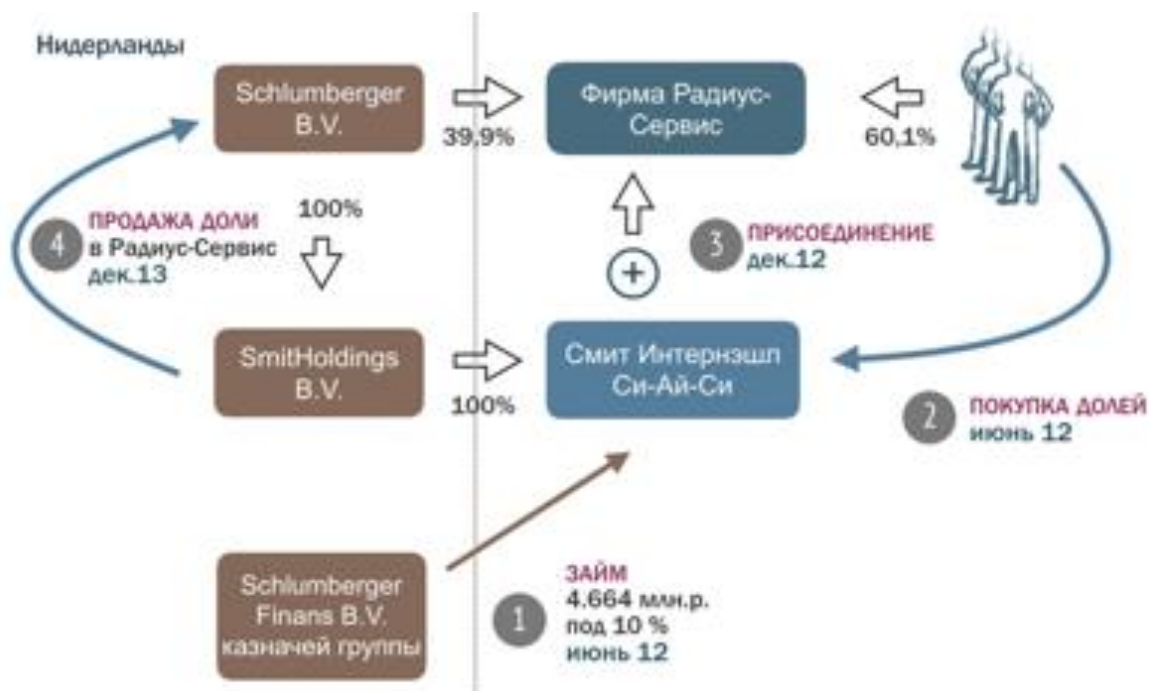 Нидерланды
Schlumberger
B.V.
39,9%
Фирма Радиус-
Сервис
60,1%
4
ПРОДАЖА ДОЛИ
в Радиус-Сервис
дек.13
100%
3
ПРИСОЕДИНЕНИЕ
дек.12
+
SmitHoldings
B.V.
100%
Смит Интернэшл
Си-Ай-Си
2
ПОКУПКА ДОЛЕЙ
июнь 12
Schlumberger
Finans B.V.
казначей группы
1
ЗАЙМ
4.664 млн.р.
под 10 %
июнь 12